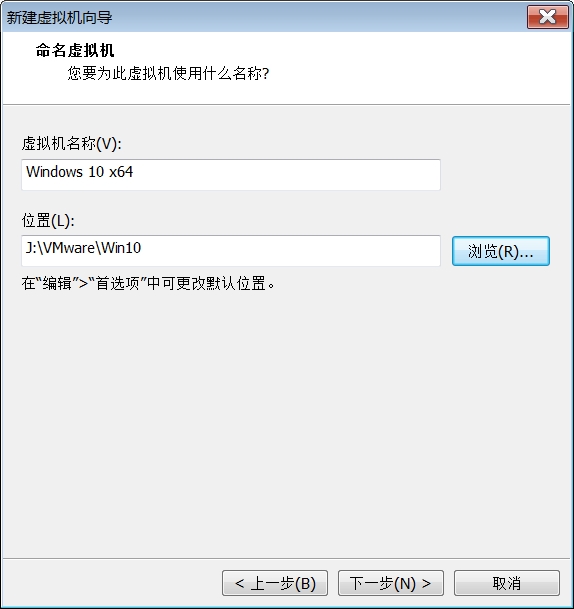 新建虚拟机向导
命名虚拟机
您要为此虚拟机使用什么名称?
虚拟机名称(V):
Windows 10 x64
位置(L):
J:\VMware\Win10
浏览(R)...
在“编辑”>“首选项”中可更改默认位置。
< 上一步(B)
下一步(N) >
取消